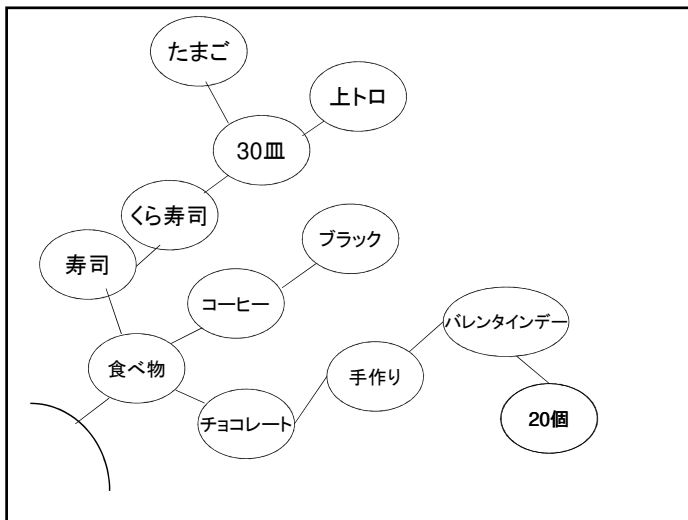 たまご
上トロ
30皿
くら寿司
ブラック
寿司
コーヒー
バレンタインデー
食べ物
手作り
チョコレート
20個